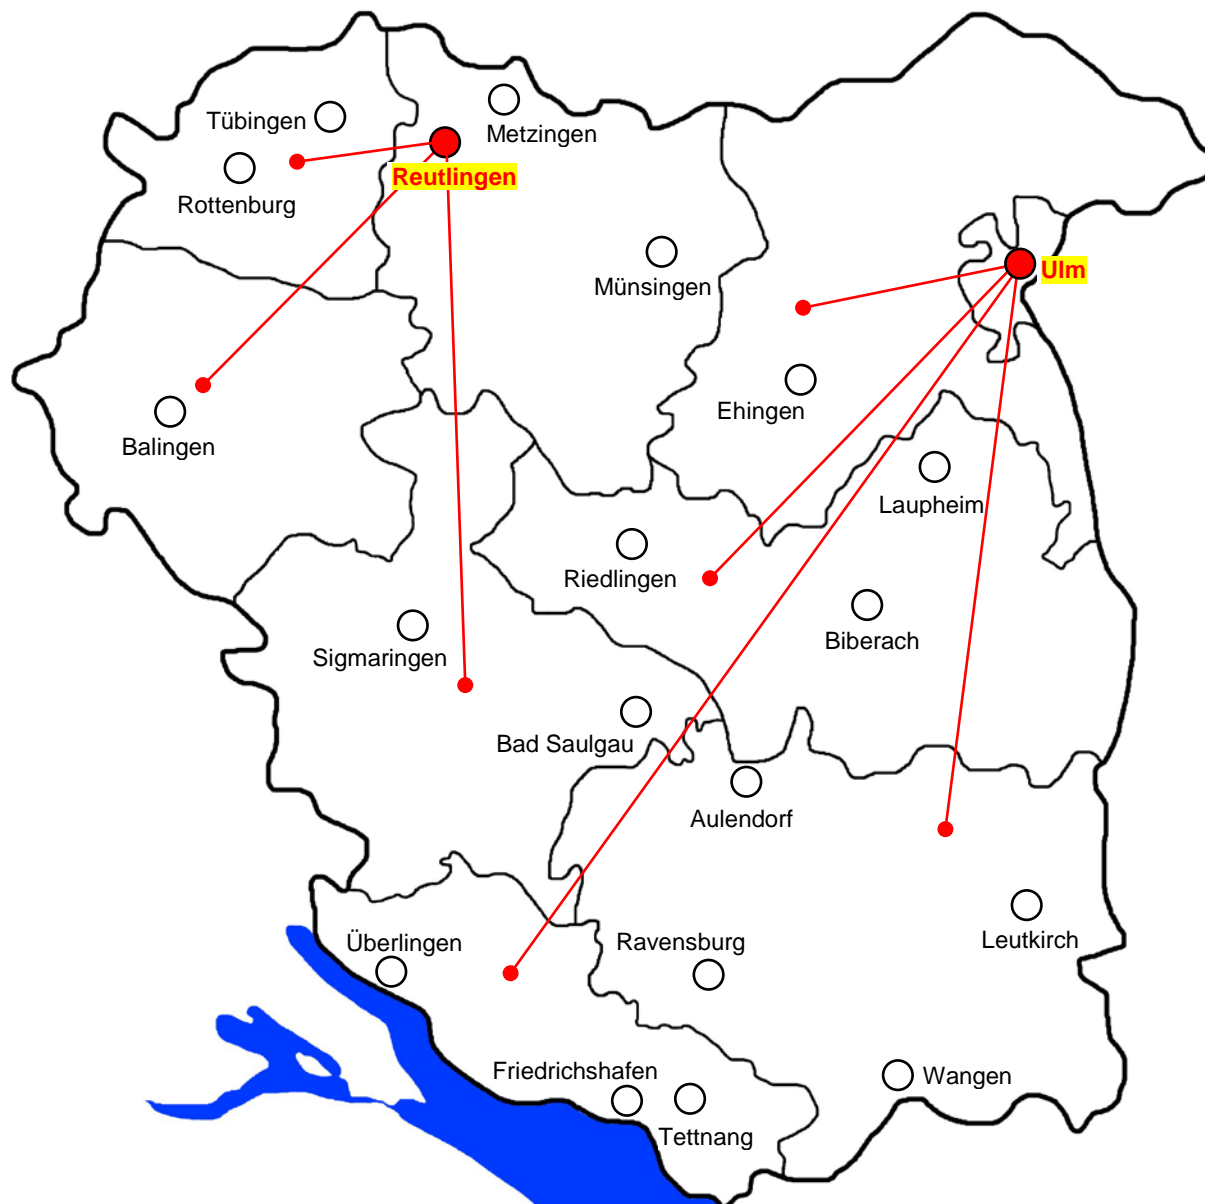 Tübingen
Metzingen
Reutlingen
Rottenburg
Münsingen
Ulm
Ehingen
Balingen
Laupheim
Riedlingen
Biberach
Sigmaringen
Bad Saulgau
Aulendorf
Überlingen
Ravensburg
Leutkirch
Friedrichshafen
Wangen
Tettnang